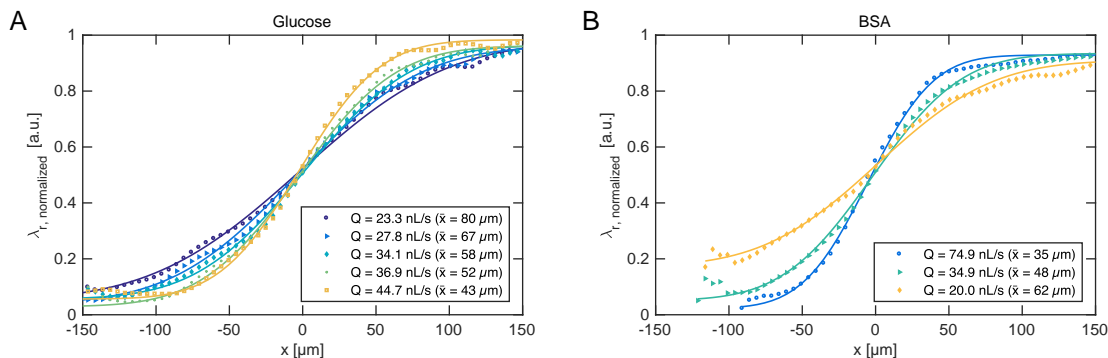 A
Glucose
1
0.8
0.6
0.4
0.2
0
λr, normalized [a.u.]
-150 -100 -50 0 50 100 150
x [µm]
Q = 23.3 nL/s (x̄ = 80 µm)
Q = 27.8 nL/s (x̄ = 67 µm)
Q = 34.1 nL/s (x̄ = 58 µm)
Q = 36.9 nL/s (x̄ = 52 µm)
Q = 44.7 nL/s (x̄ = 43 µm)
B
BSA
1
0.8
0.6
0.4
0.2
0
λr, normalized [a.u.]
-150 -100 -50 0 50 100 150
x [µm]
Q = 74.9 nL/s (x̄ = 35 µm)
Q = 34.9 nL/s (x̄ = 48 µm)
Q = 20.0 nL/s (x̄ = 62 µm)